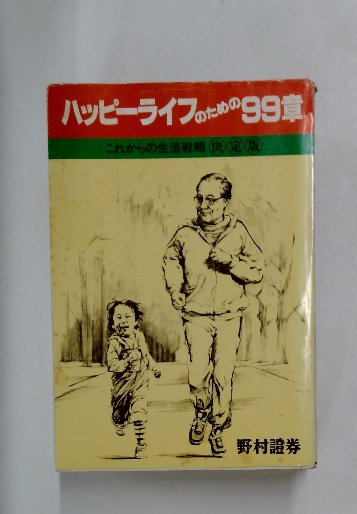 ハッピーライフのための99章
これからの生活戦略決定版
野村證券